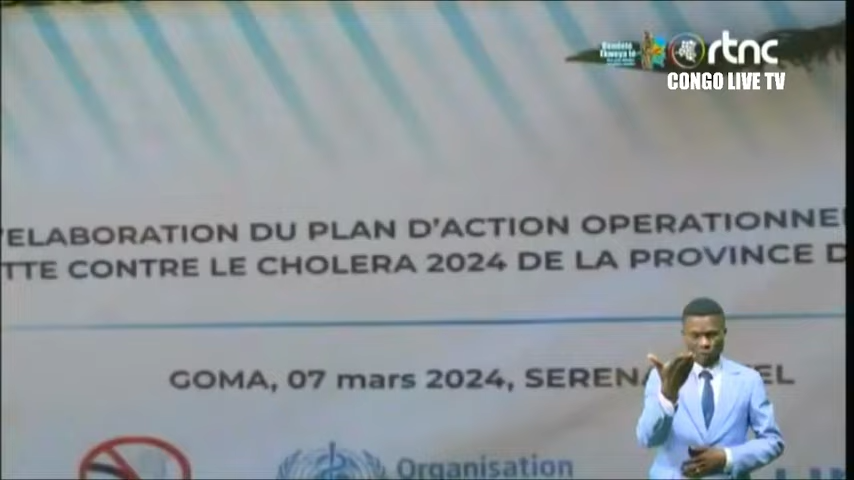 rtnc
CONGO LIVE TV
'ELABORATION DU PLAN D'ACTION OPERATIONNE
TTE CONTRE LE CHOLERA 2024 DE LA PROVINCE D
GOMA, 07 mars 2024, SERENA EL
Organisation